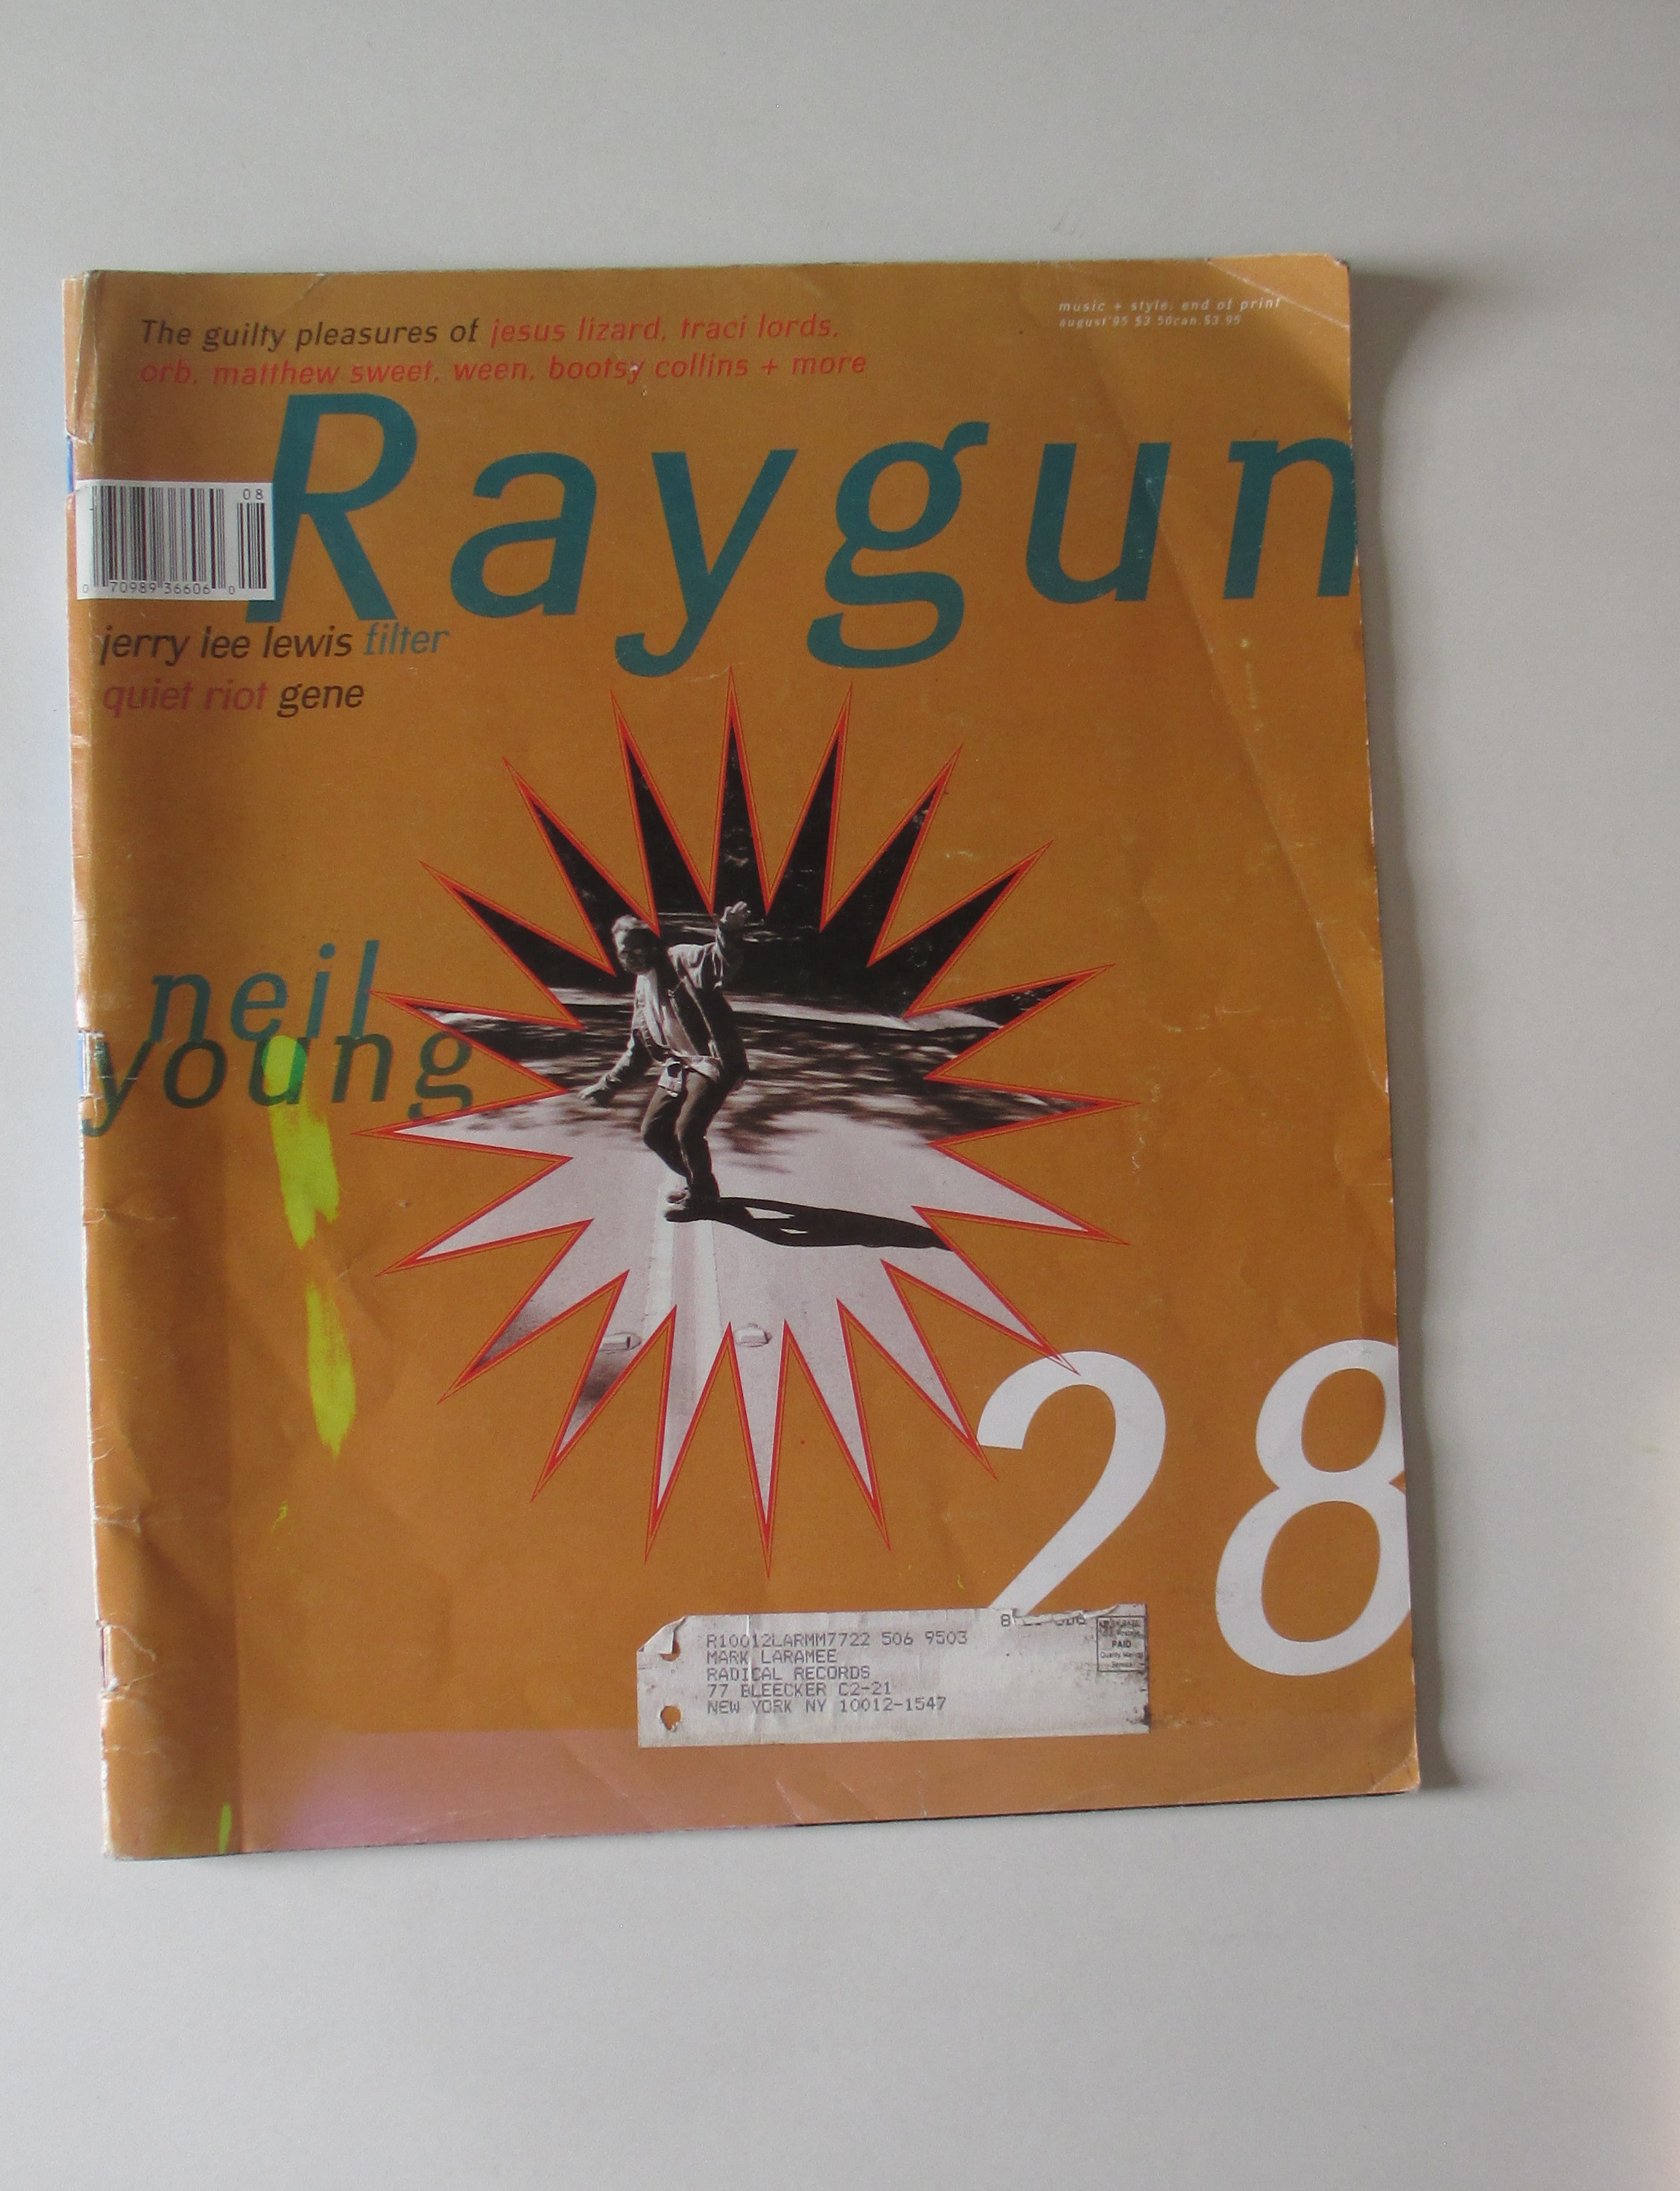 music + style, end of print
august'95 $3.50can.$3.95
The guilty pleasures of jesus lizard, traci lords,
orb, matthew sweet, ween, bootsy collins + more
Raygun
08
0 70989 36606 0
jerry lee lewis filter
quiet riot gene
neil
young
28
R10012LARMM7722 506 9503
MARK LARAMEE
RADICAL RECORDS
77 BLEECKER C2-21
NEW YORK NY 10012-1547
PAID